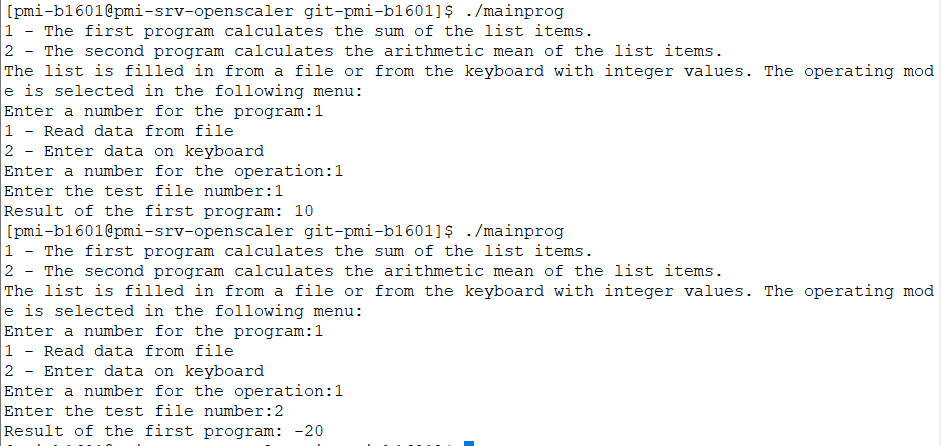 [pmi-b1601@pmi-srv-openscaler git-pmi-b1601]$ ./mainprog
1 - The first program calculates the sum of the list items.
2 - The second program calculates the arithmetic mean of the list items.
The list is filled in from a file or from the keyboard with integer values. The operating mod
e is selected in the following menu:
Enter a number for the program:1
1 - Read data from file
2 - Enter data on keyboard
Enter a number for the operation:1
Enter the test file number:1
Result of the first program: 10
[pmi-b1601@pmi-srv-openscaler git-pmi-b1601]$ ./mainprog
1 - The first program calculates the sum of the list items.
2 - The second program calculates the arithmetic mean of the list items.
The list is filled in from a file or from the keyboard with integer values. The operating mod
e is selected in the following menu:
Enter a number for the program:1
1 - Read data from file
2 - Enter data on keyboard
Enter a number for the operation:1
Enter the test file number:2
Result of the first program: -20